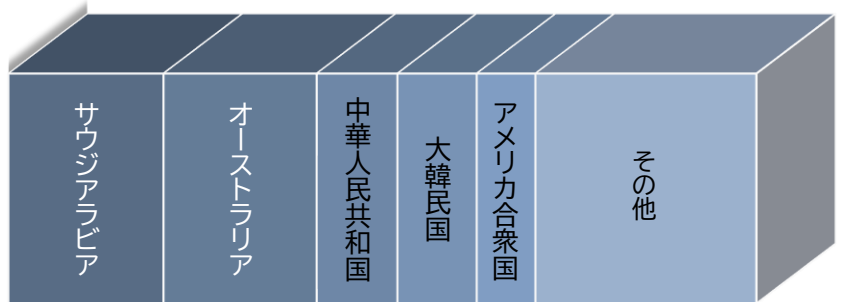 サウジアラビア
オーストラリア
中華人民共和国
大韓民国
アメリカ合衆国
その他